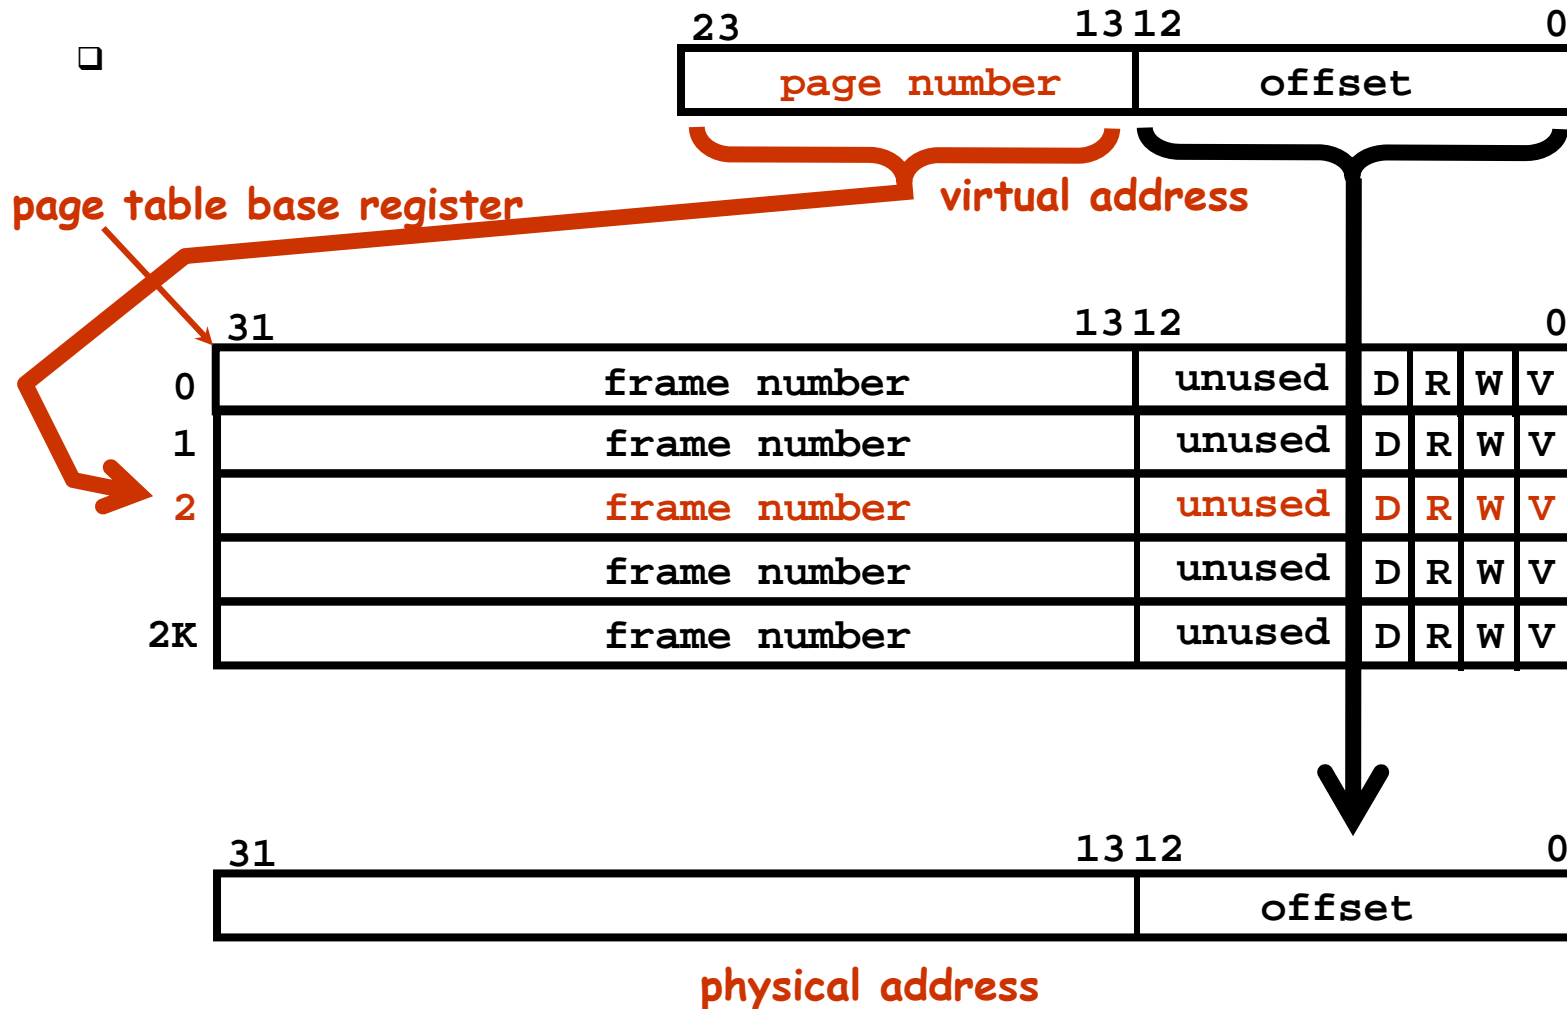 23 13 12 0
page number offset
page table base register
virtual address
31 13 12 0
0 frame number unused D R W V
1 frame number unused D R W V
2 frame number unused D R W V
frame number unused D R W V
2K frame number unused D R W V
31 13 12 0
offset
physical address